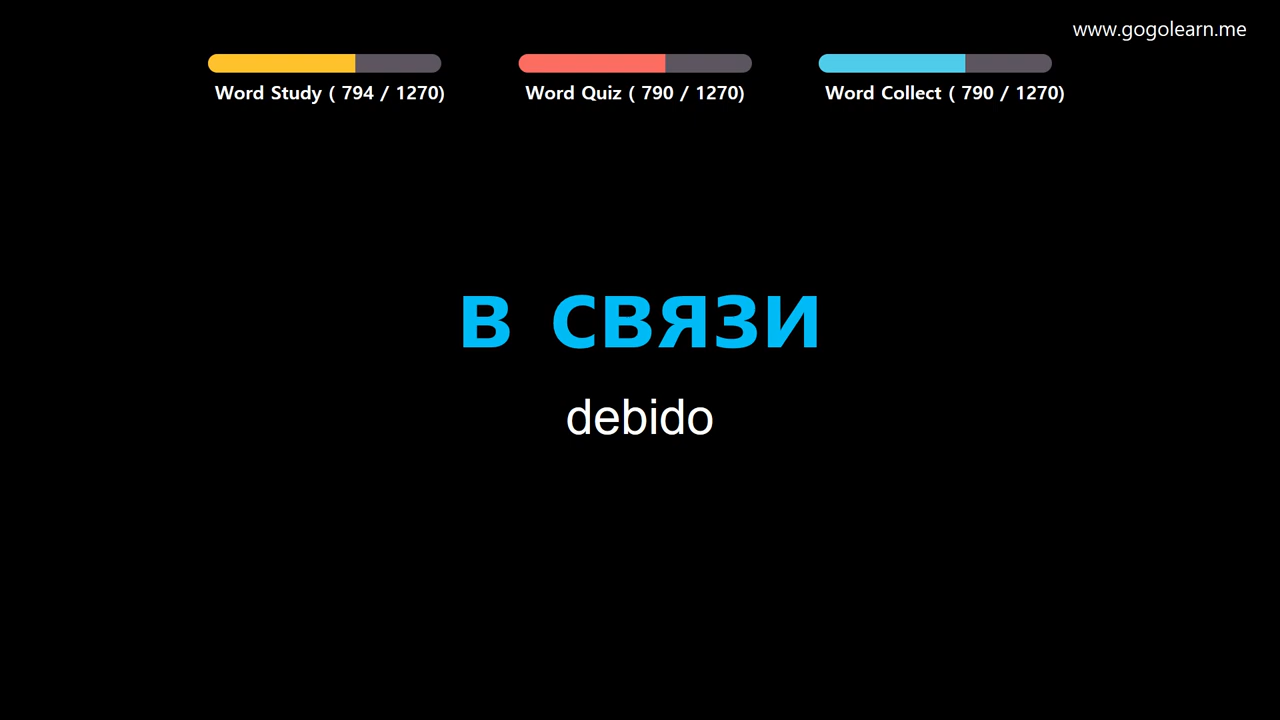 www.gogolearn.me
Word Study ( 794 / 1270)
Word Quiz ( 790 / 1270)
Word Collect ( 790 / 1270)
В СВЯЗИ
debido